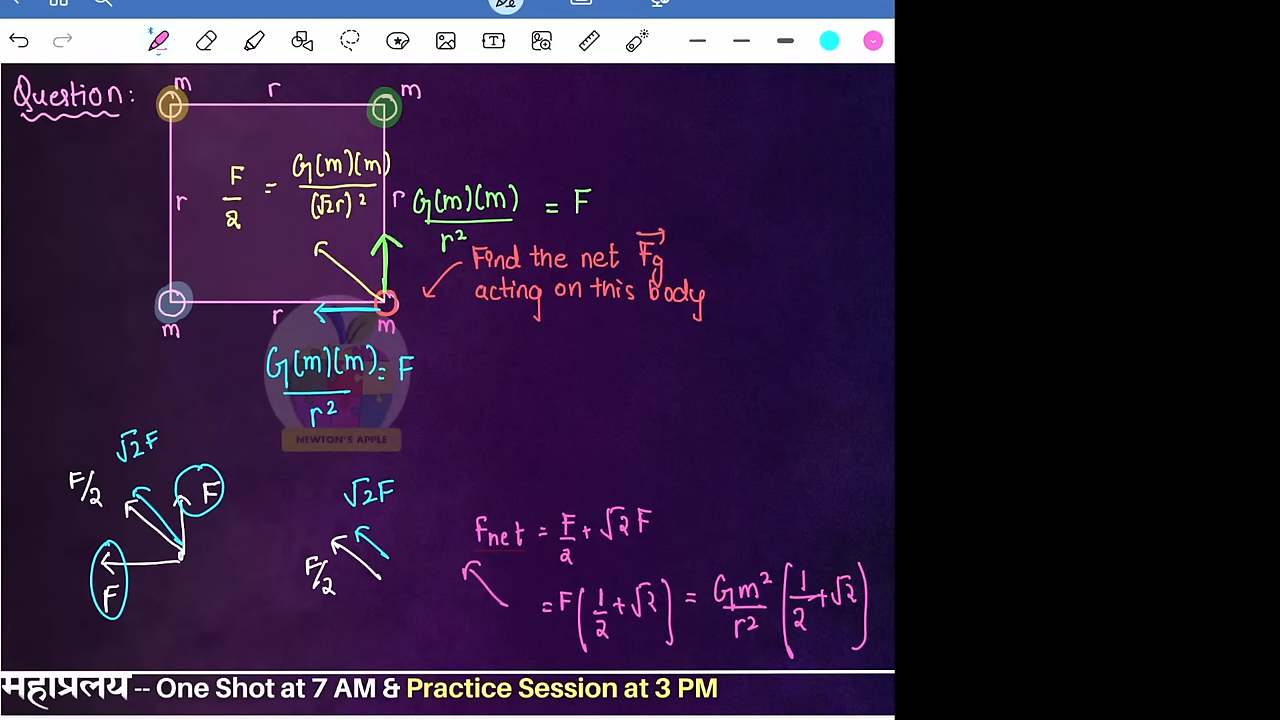 Question:
m
r
m
r
F/2 = G(m)(m)/(√2r)²
r
G(m)(m)/r² = F
Find the net Fg
acting on this body
m
r
m
G(m)(m)/r² = F
NEWTON'S APPLE
√2F
F/2
F
F
√2F
F/2
Fnet = F/2 + √2F
= F(1/2 + √2) = Gm²/r² (1/2 + √2)
महाप्रलय -- One Shot at 7 AM & Practice Session at 3 PM